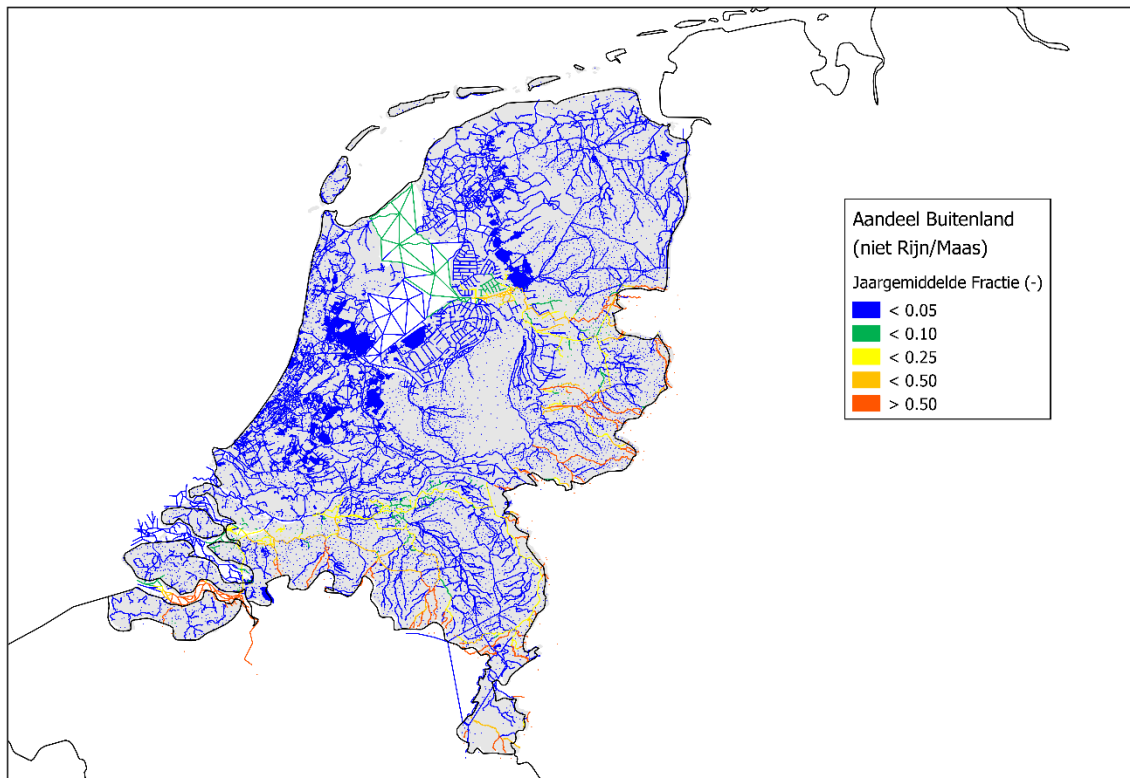 Aandeel Buitenland
(niet Rijn/Maas)
Jaargemiddelde Fractie (-)
< 0.05
< 0.10
< 0.25
< 0.50
> 0.50